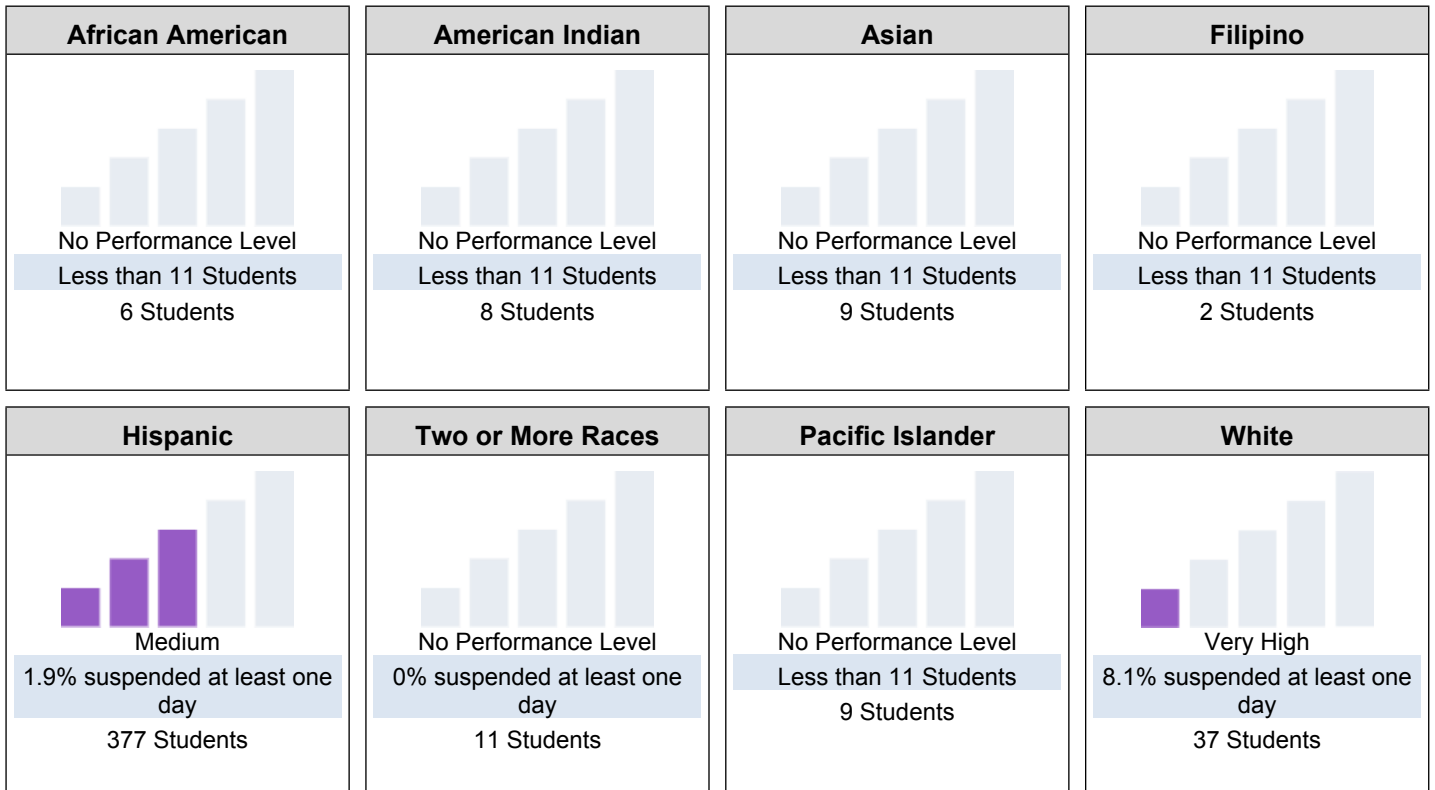 African American
No Performance Level
Less than 11 Students
6 Students
American Indian
No Performance Level
Less than 11 Students
8 Students
Asian
No Performance Level
Less than 11 Students
9 Students
Filipino
No Performance Level
Less than 11 Students
2 Students
Hispanic
Medium
1.9% suspended at least one
day
377 Students
Two or More Races
No Performance Level
0% suspended at least one
day
11 Students
Pacific Islander
No Performance Level
Less than 11 Students
9 Students
White
Very High
8.1% suspended at least one
day
37 Students